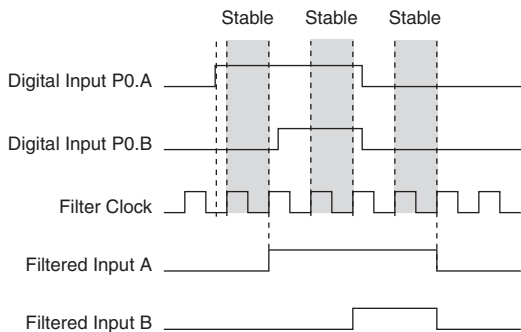 Stable Stable Stable
Digital Input P0.A
Digital Input P0.B
Filter Clock
Filtered Input A
Filtered Input B